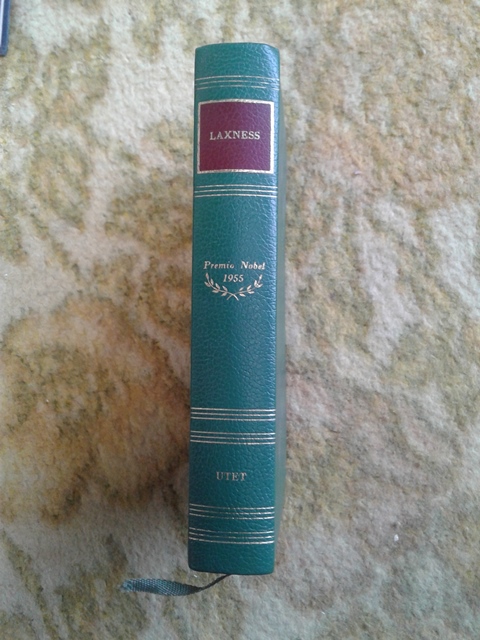 LAXNESS
Premio Nobel
1955
UTET